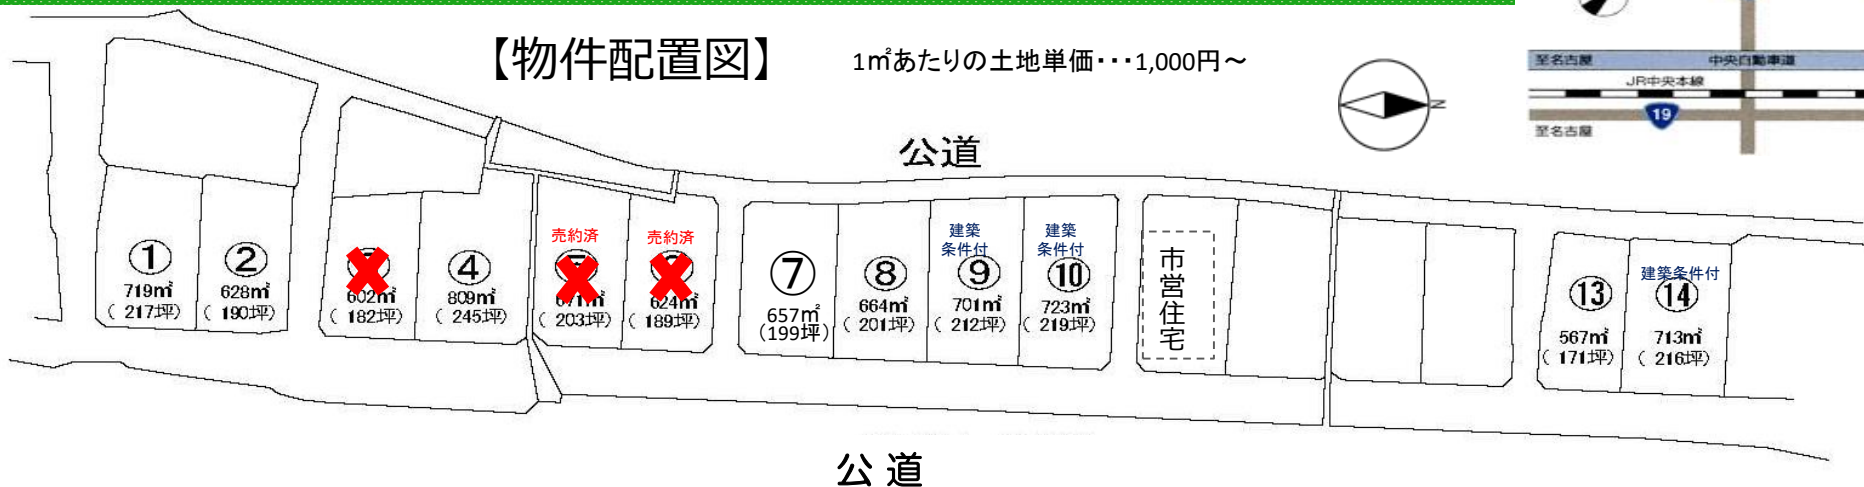 【物件配置図】
1㎡あたりの土地単価・・・1,000円～
N
至名古屋
中央自動車道
JR中央本線
19
至名古屋
公道
①
719㎡
( 217坪)
②
628㎡
( 190坪)
602㎡
( 182坪)
④
809㎡
( 245坪)
売約済
671㎡
( 203坪)
売約済
624㎡
( 189坪)
⑦
657㎡
(199坪)
⑧
664㎡
( 201坪)
建築
条件付
⑨
701㎡
( 212坪)
建築
条件付
⑩
723㎡
( 219坪)
市営住宅
⑬
567㎡
( 171坪)
建築条件付
⑭
713㎡
( 216坪)
公道